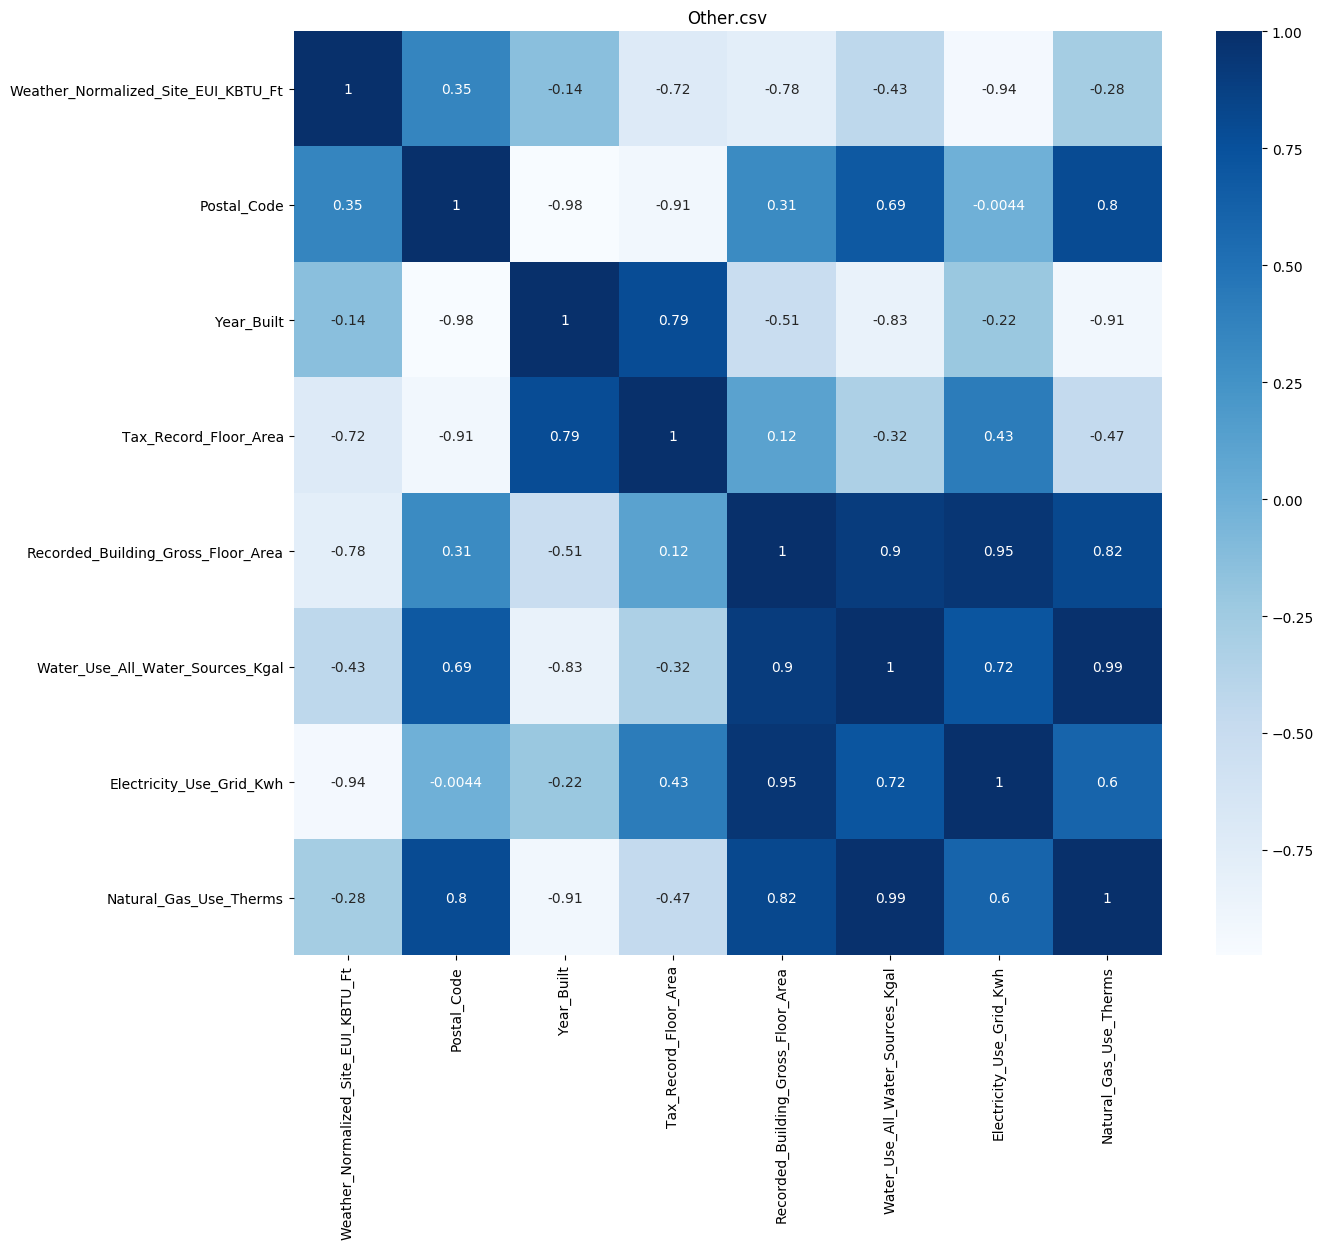 Other.csv
Weather_Normalized_Site_EUI_KBTU_Ft 1 0.35 -0.14 -0.72 -0.78 -0.43 -0.94 -0.28
Postal_Code 0.35 1 -0.98 -0.91 0.31 0.69 -0.0044 0.8
Year_Built -0.14 -0.98 1 0.79 -0.51 -0.83 -0.22 -0.91
Tax_Record_Floor_Area -0.72 -0.91 0.79 1 0.12 -0.32 0.43 -0.47
Recorded_Building_Gross_Floor_Area -0.78 0.31 -0.51 0.12 1 0.9 0.95 0.82
Water_Use_All_Water_Sources_Kgal -0.43 0.69 -0.83 -0.32 0.9 1 0.72 0.99
Electricity_Use_Grid_Kwh -0.94 -0.0044 -0.22 0.43 0.95 0.72 1 0.6
Natural_Gas_Use_Therms -0.28 0.8 -0.91 -0.47 0.82 0.99 0.6 1
Weather_Normalized_Site_EUI_KBTU_Ft
Postal_Code
Year_Built
Tax_Record_Floor_Area
Recorded_Building_Gross_Floor_Area
Water_Use_All_Water_Sources_Kgal
Electricity_Use_Grid_Kwh
Natural_Gas_Use_Therms
1.00
0.75
0.50
0.25
0.00
−0.25
−0.50
−0.75